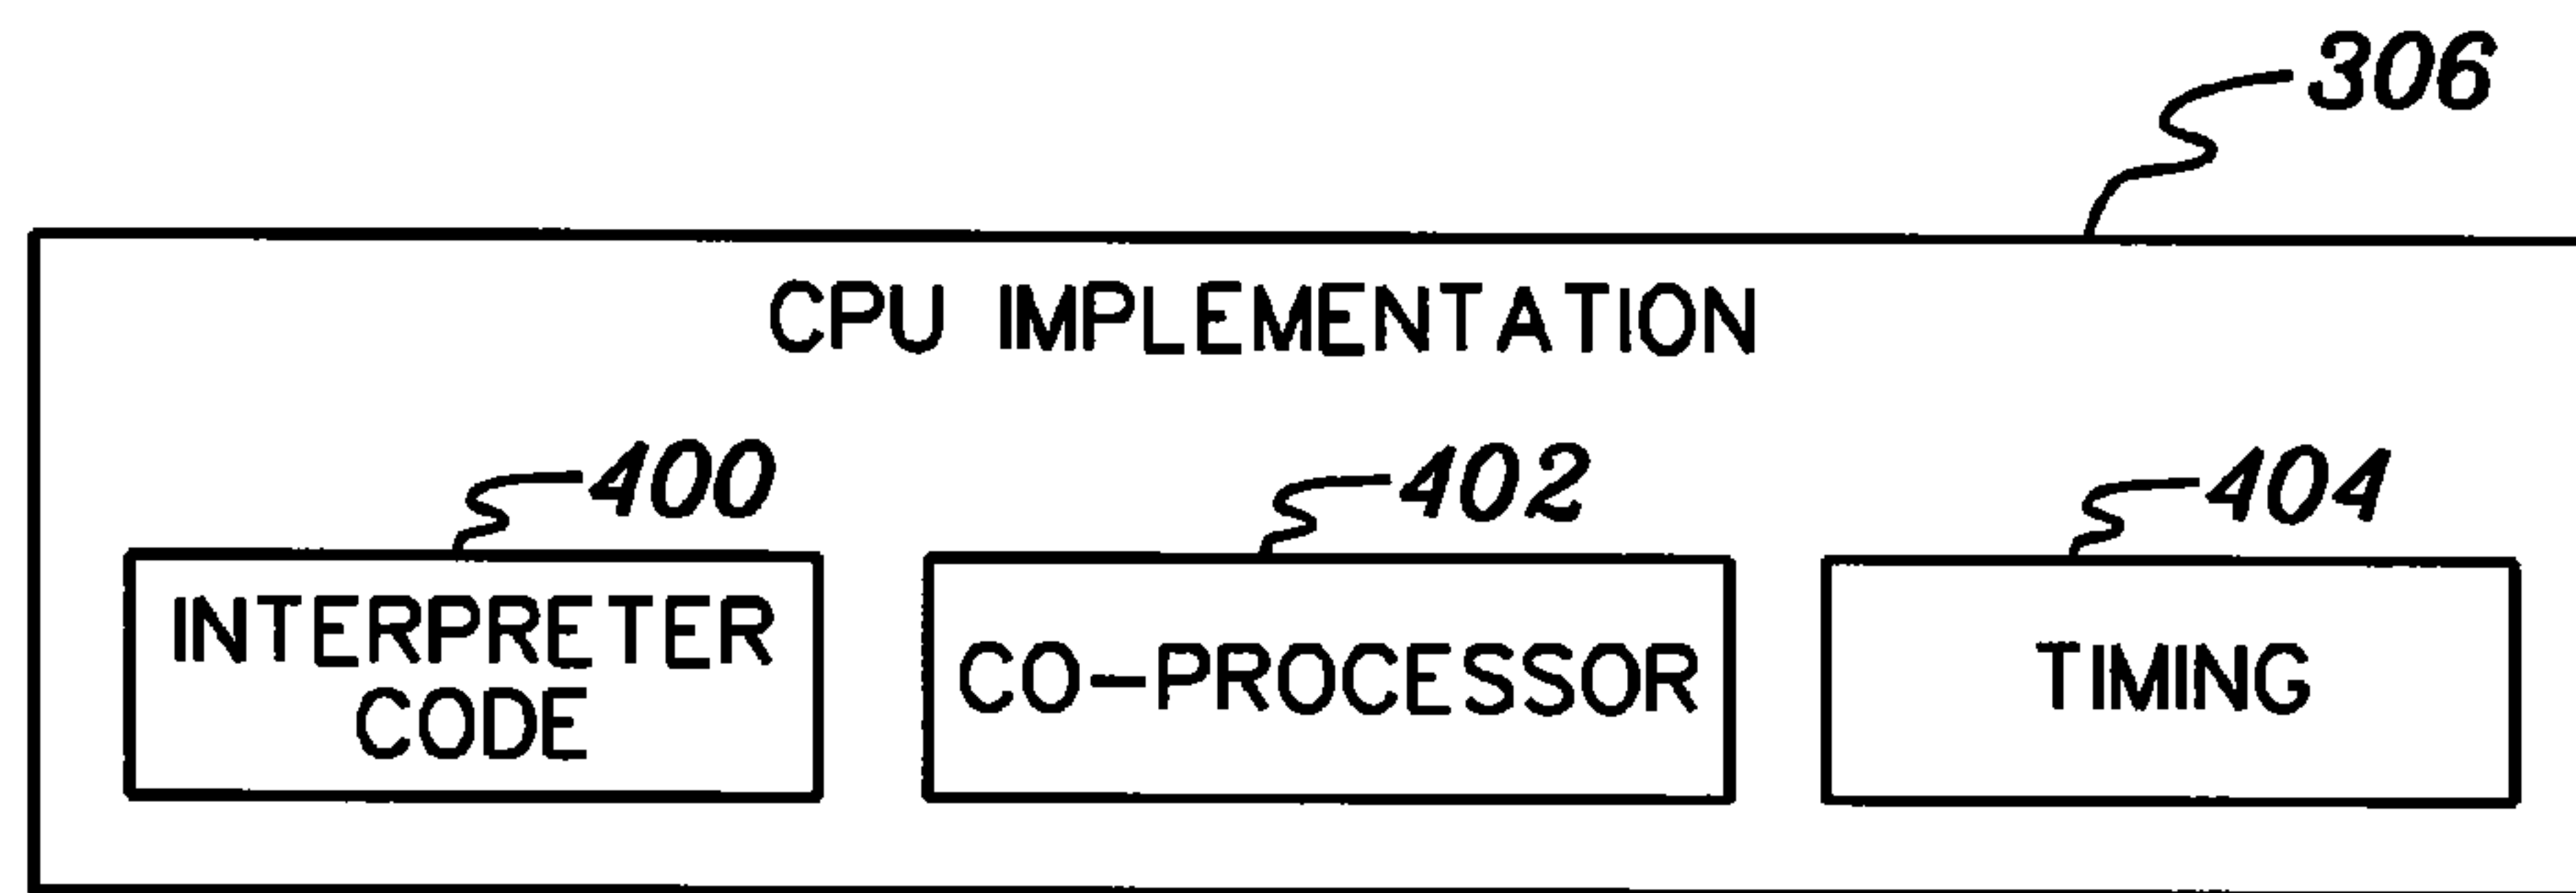 306
CPU IMPLEMENTATION
400
402
404
INTERPRETER
CODE
CO-PROCESSOR
TIMING